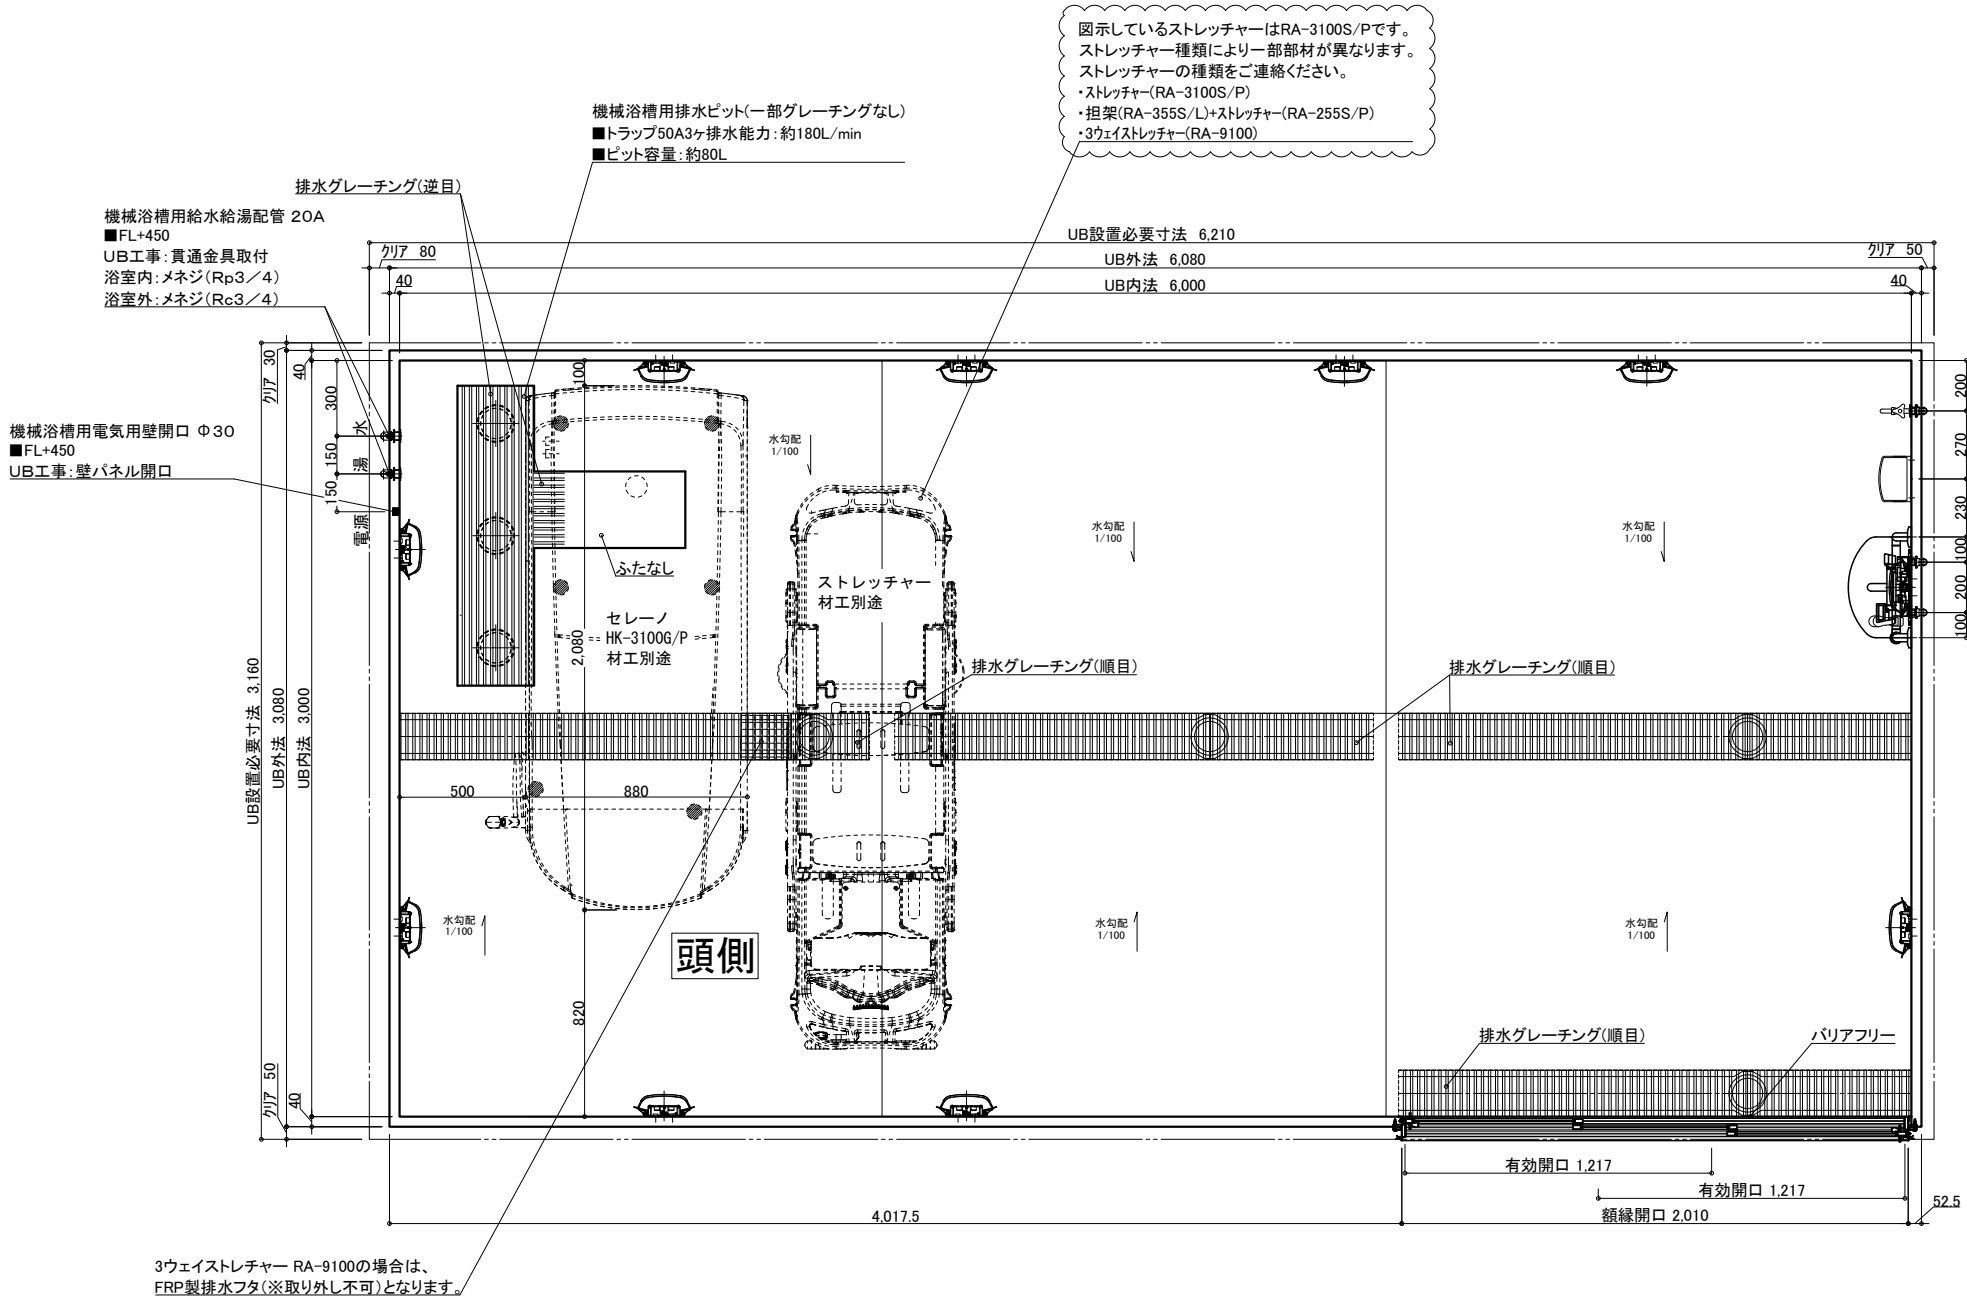 図示しているストレッチャーはRA-3100S/Pです。
ストレッチャー種類により一部部材が異なります。
ストレッチャーの種類をご連絡ください。
・ストレッチャー(RA-3100S/P)
・担架(RA-355S/L)+ストレッチャー(RA-255S/P)
・3ウェイストレッチャー(RA-9100)
機械浴槽用排水ピット(一部グレーチングなし)
■トラップ50A3ヶ排水能力:約180L/min
■ピット容量:約80L
排水グレーチング(逆目)
機械浴槽用給水給湯配管 20A
■FL+450
UB工事:貫通金具取付
浴室内:メネジ(Rp3/4)
浴室外:メネジ(Rc3/4)
機械浴槽用電気用壁開口 Φ30
■FL+450
UB工事:壁パネル開口
UB設置必要寸法 6,210
クリア 80
クリア 50
UB外法 6,080
40
UB内法 6,000
40
クリア 30
40
300
150
150
水
湯
電源
100
水勾配
1/100
水勾配
1/100
水勾配
1/100
200
270
230
100
200
100
ふたなし
ストレッチャー
材工別途
セレーノ
HK-3100G/P
材工別途
2,080
排水グレーチング(順目)
排水グレーチング(順目)
UB設置必要寸法 3,160
UB外法 3,080
UB内法 3,000
500
880
水勾配
1/100
水勾配
1/100
水勾配
1/100
頭側
820
排水グレーチング(順目)
バリアフリー
クリア 50
40
有効開口 1,217
有効開口 1,217
4,017.5
額縁開口 2,010
52.5
3ウェイストレチャー RA-9100の場合は、
FRP製排水フタ(※取り外し不可)となります。